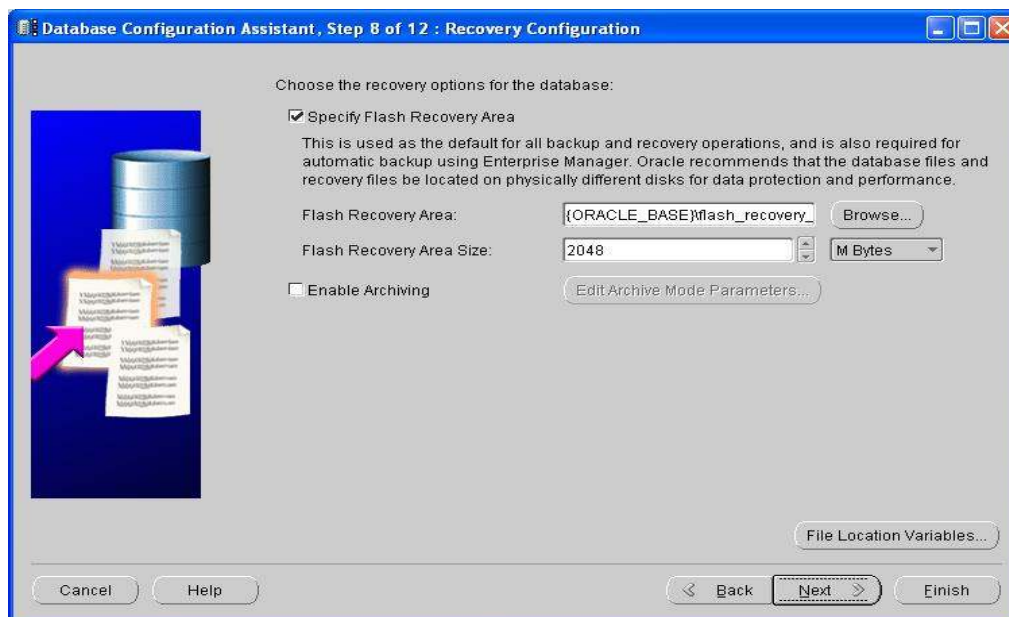 Database Configuration Assistant, Step 8 of 12 : Recovery Configuration
Choose the recovery options for the database:
Specify Flash Recovery Area
This is used as the default for all backup and recovery operations, and is also required for
automatic backup using Enterprise Manager. Oracle recommends that the database files and
recovery files be located on physically different disks for data protection and performance.
Flash Recovery Area: {ORACLE_BASE}\flash_recovery_ Browse...
Flash Recovery Area Size: 2048 M Bytes
Enable Archiving Edit Archive Mode Parameters...
File Location Variables...
Cancel Help Back Next Finish